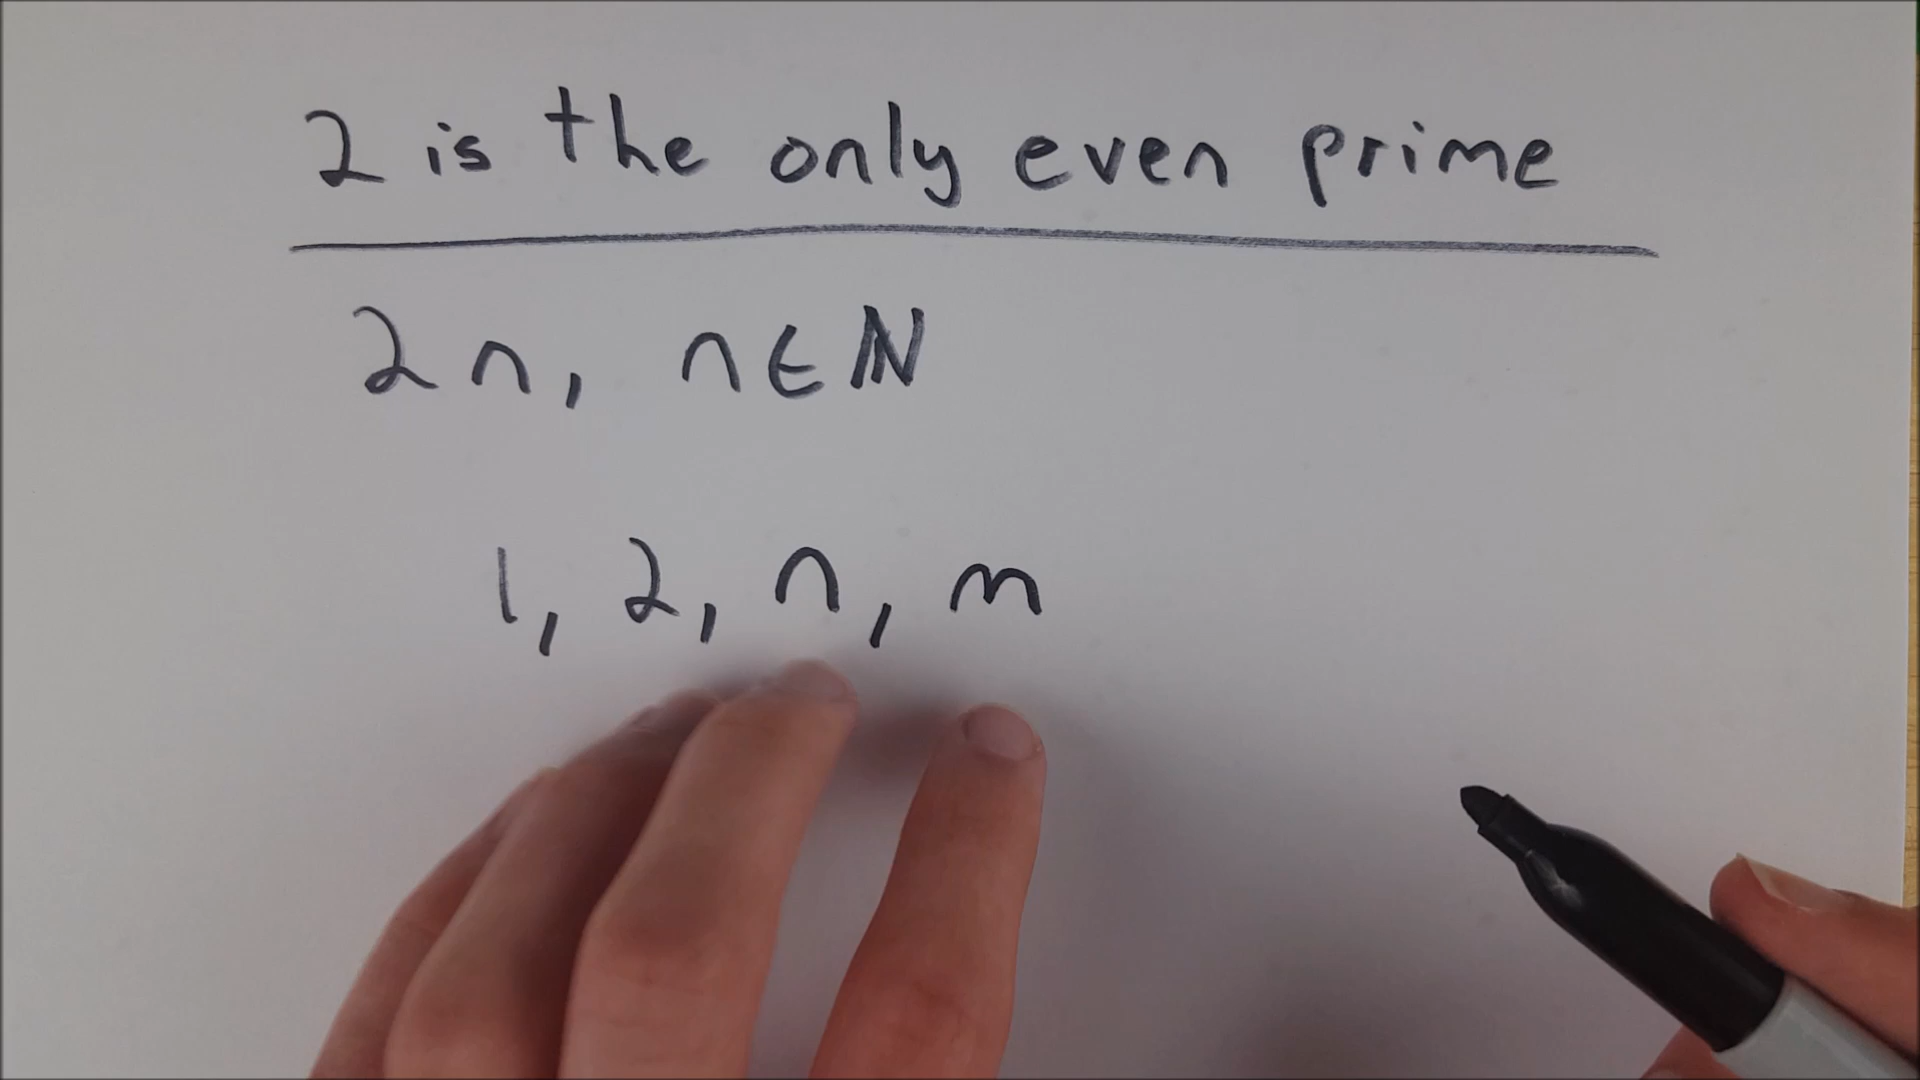 2 is the only even prime
2n, n∈ℕ
1, 2, n, m